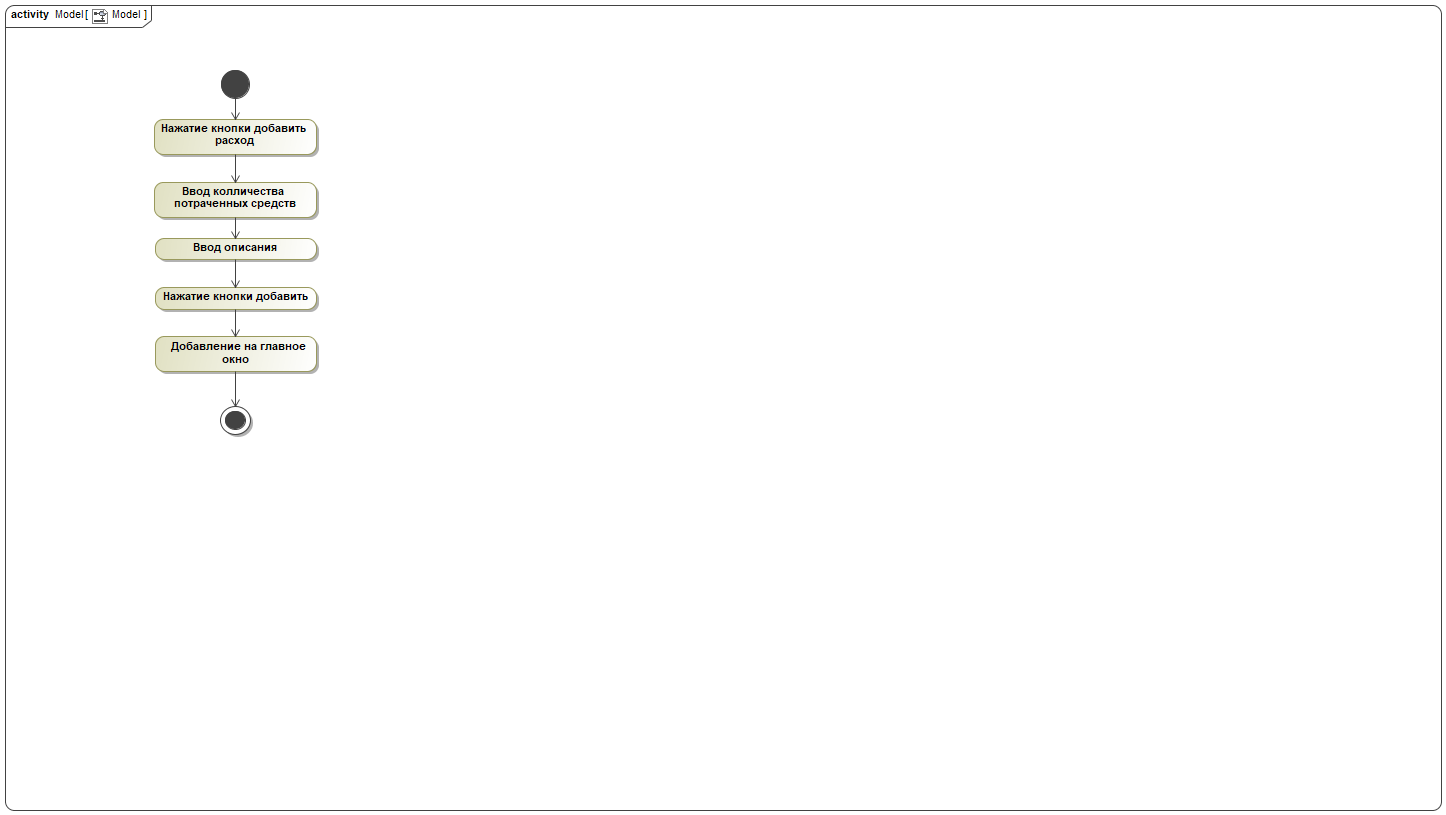 activity Model[ Model ]
Нажатие кнопки добавить
расход
Ввод колличества
потраченных средств
Ввод описания
Нажатие кнопки добавить
Добавление на главное
окно